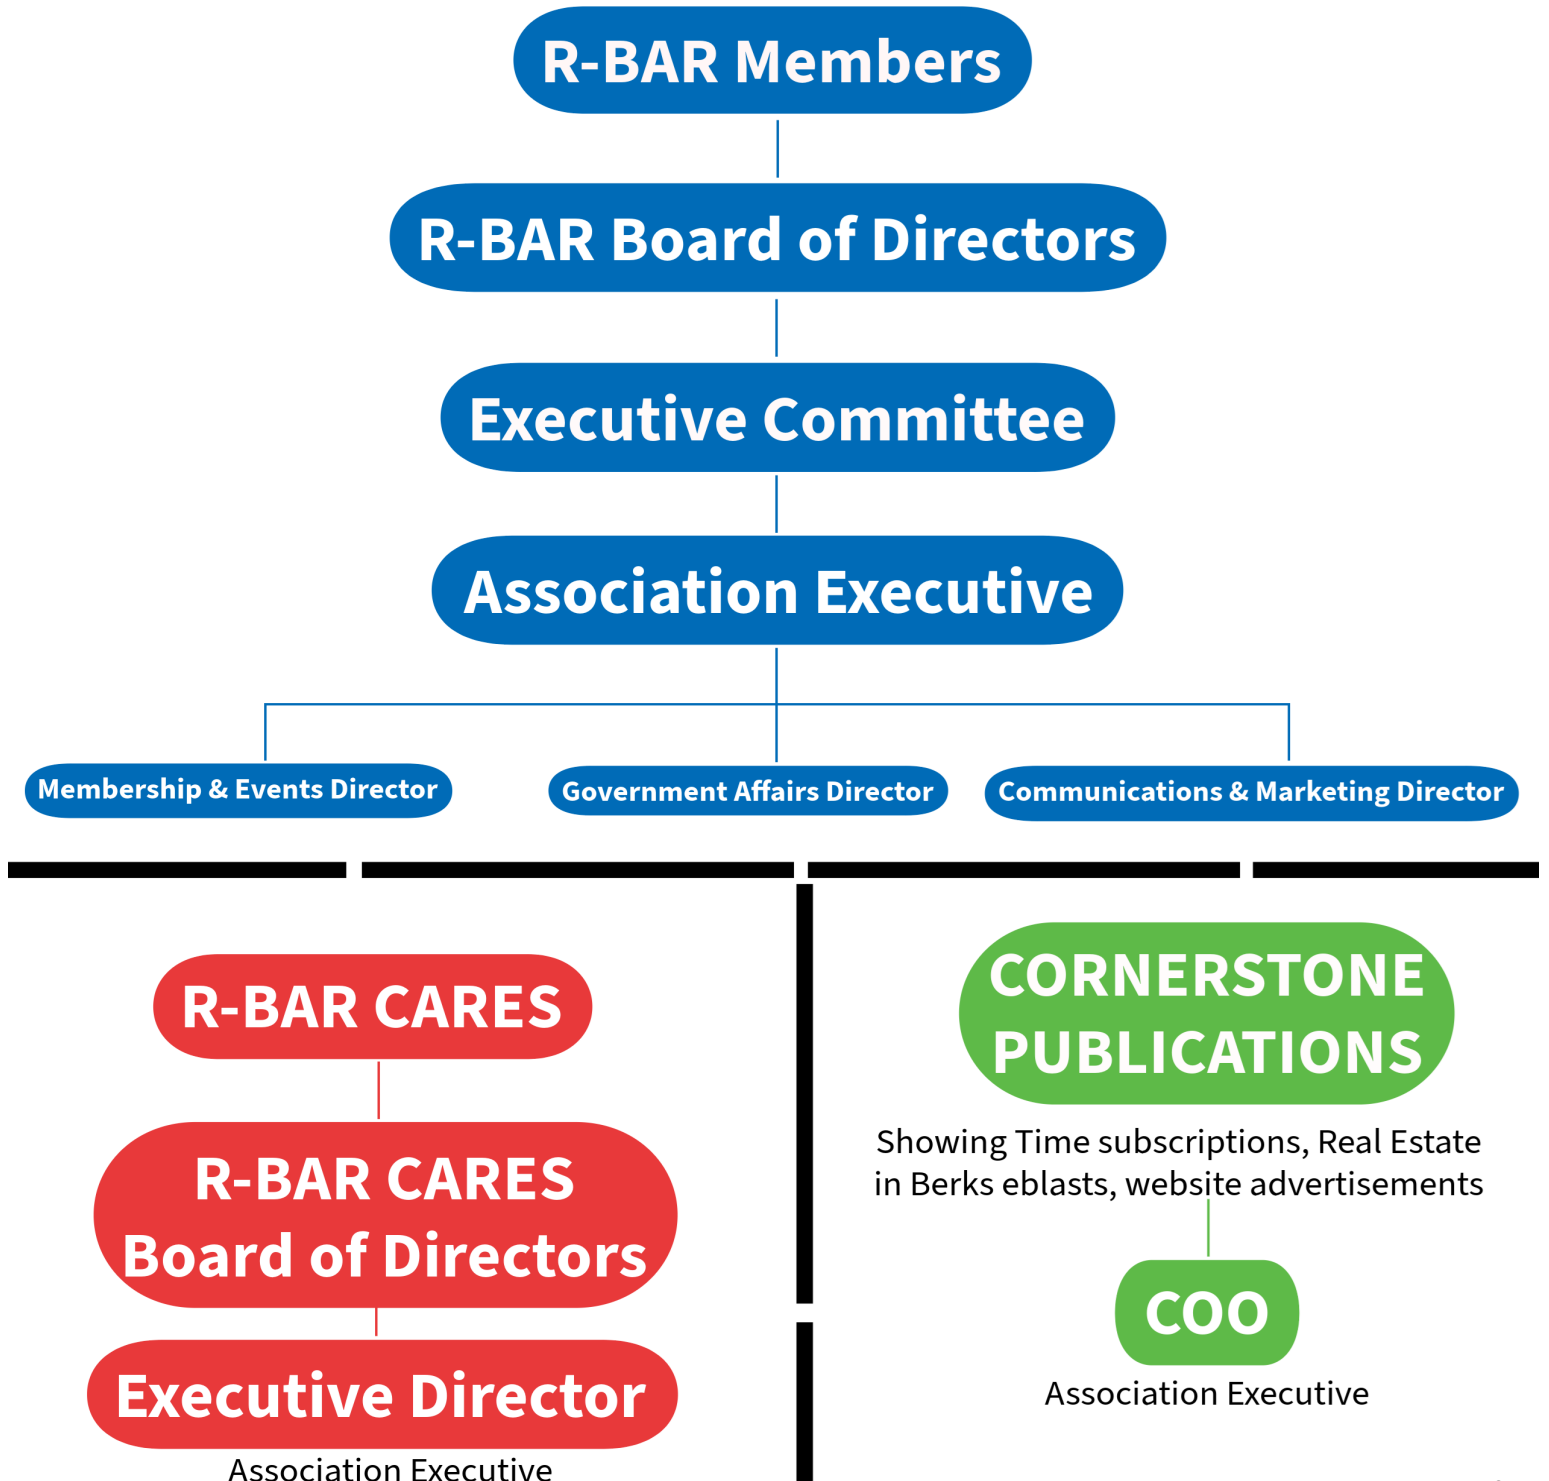 R-BAR Members
R-BAR Board of Directors
Executive Committee
Association Executive
Membership & Events Director
Government Affairs Director
Communications & Marketing Director
R-BAR CARES
R-BAR CARES
Board of Directors
Executive Director
Association Executive
CORNERSTONE
PUBLICATIONS
Showing Time subscriptions, Real Estate
in Berks eblasts, website advertisements
COO
Association Executive